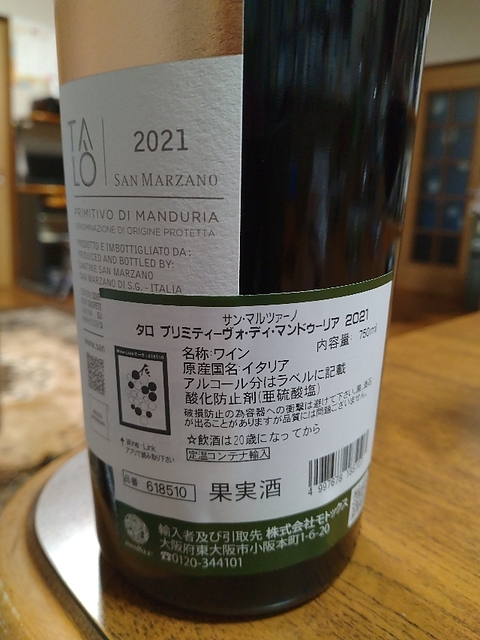 TALÒ
2021
SAN MARZANO
PRIMITIVO DI MANDURIA
DENOMINAZIONE DI ORIGINE PROTETTA
PRODOTTO E IMBOTTIGLIATO DA:
PRODUCED AND BOTTLED BY:
CANTINE SAN MARZANO
SAN MARZANO DI S.G. - ITALIA
サン・マルツァーノ
タロ プリミティーヴォ・ディ・マンドゥーリア 2021
内容量: 750ml
名称:ワイン
原産国名:イタリア
アルコール分はラベルに記載
酸化防止剤(亜硫酸塩)
破損防止の為容器への衝撃は避けて下さい。
が出ることがありますが品質には問題ございません。
☆飲酒は20歳になってから
定温コンテナ輸入
品番 618510
果実酒
輸入者及び引取先 株式会社モトックス
大阪府東大阪市小阪本町1-6-20
☎0120-344101